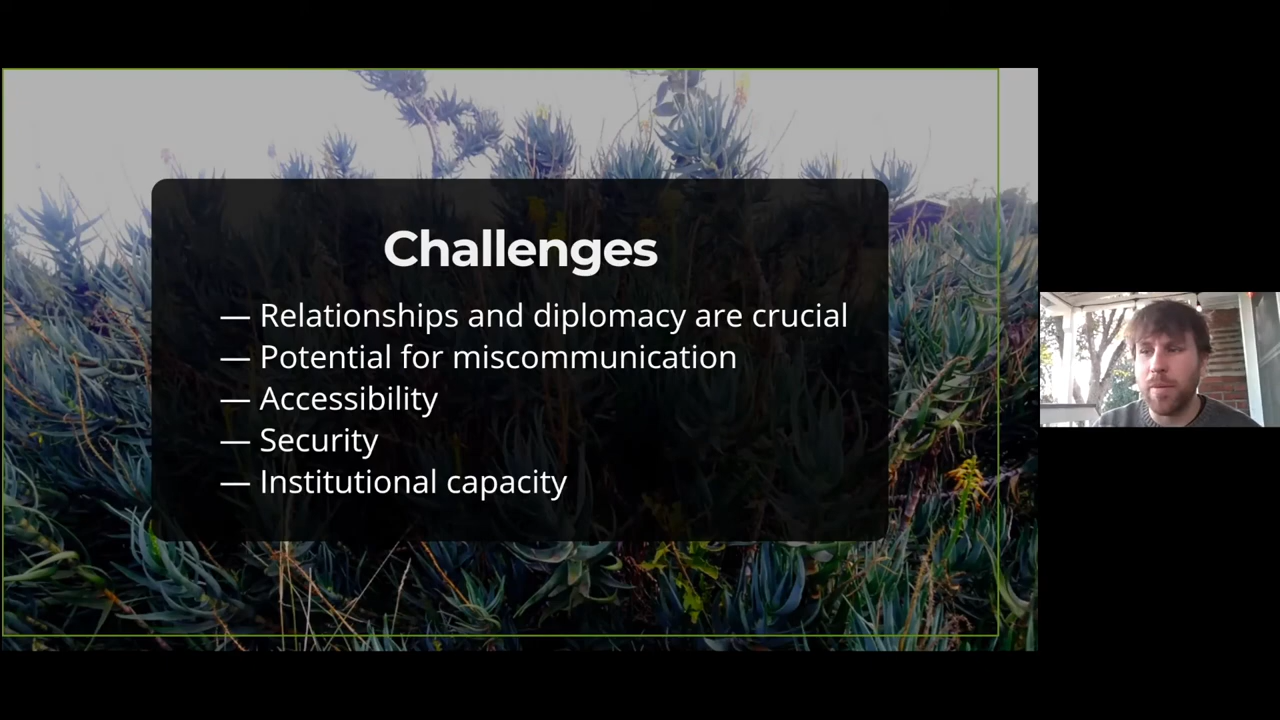 Challenges
— Relationships and diplomacy are crucial
— Potential for miscommunication
— Accessibility
— Security
— Institutional capacity